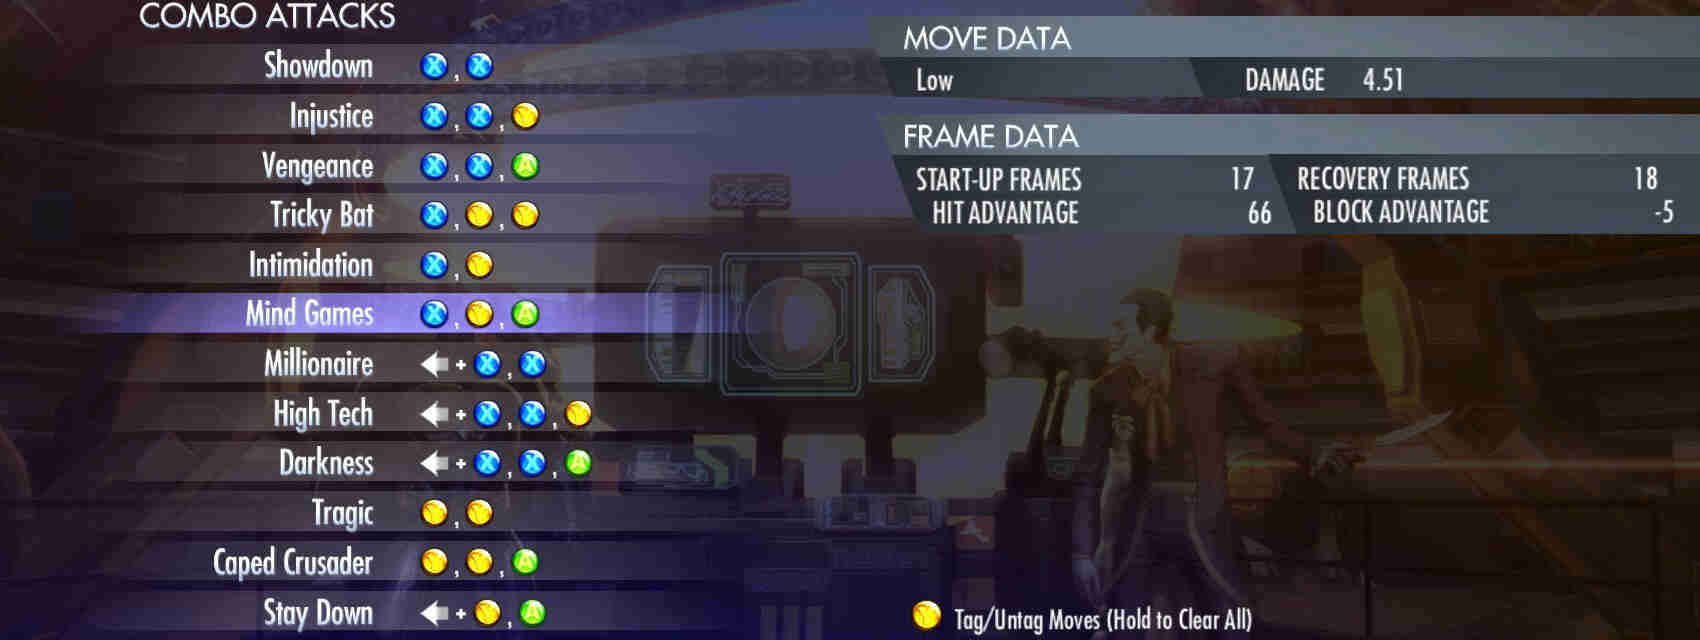 COMBO ATTACKS
Showdown X , X
Injustice X , X , Y
Vengeance X , X , A
Tricky Bat X , Y , Y
Intimidation X , Y
Mind Games X , Y , A
Millionaire ← + X , X
High Tech ← + X , X , Y
Darkness ← + X , X , A
Tragic Y , Y
Caped Crusader Y , Y , A
Stay Down ← + Y , A
MOVE DATA
Low DAMAGE 4.51
FRAME DATA
START-UP FRAMES 17 RECOVERY FRAMES 18
HIT ADVANTAGE 66 BLOCK ADVANTAGE -5
Y Tag/Untag Moves (Hold to Clear All)